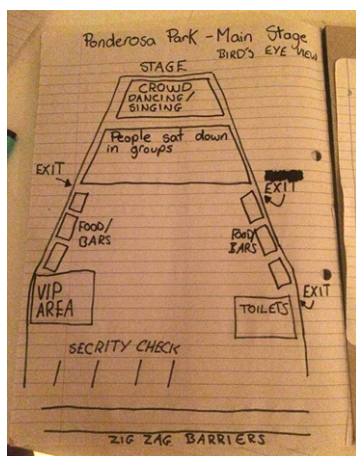 Ponderosa Park - Main Stage
BIRD'S EYE VIEW
STAGE
CROWD
DANCING/
SINGING
People sat down
in groups
EXIT
EXIT
FOOD/
BARS
FOOD/
BARS
VIP
AREA
EXIT
TOILETS
SECRITY CHECK
ZIG ZAG BARRIERS